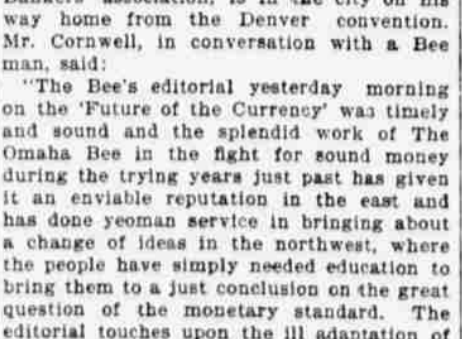 Bankers' association, is in the city on his
way home from the Denver convention.
Mr. Cornwell, in conversation with a Bee
man, said:
"The Bee's editorial yesterday morning
on the 'Future of the Currency' was timely
and sound and the splendid work of The
Omaha Bee in the fight for sound money
during the trying years just past has given
it an enviable reputation in the east and
has done yeoman service in bringing about
a change of ideas in the northwest, where
the people have simply needed education to
bring them to a just conclusion on the great
question of the monetary standard. The
editorial touches upon the ill adaptation of